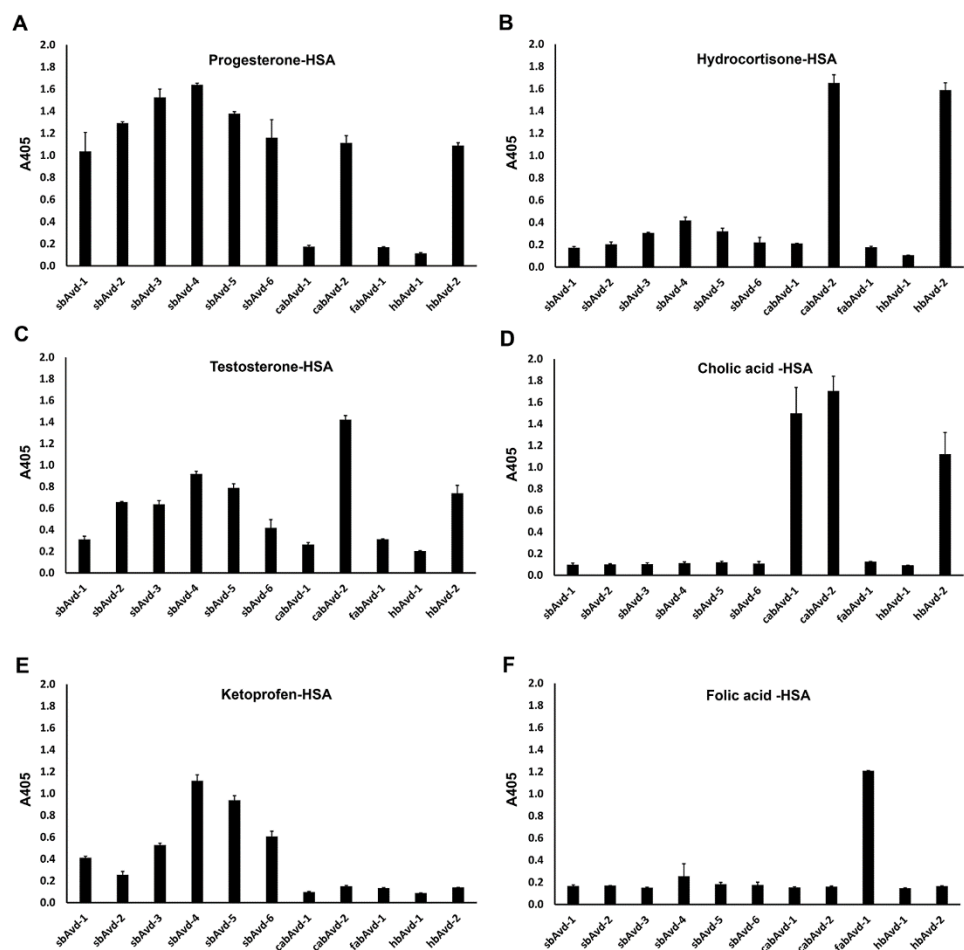 A
Progesterone-HSA
A405
2.0
1.8
1.6
1.4
1.2
1.0
0.8
0.6
0.4
0.2
0.0
sbAvd-1
sbAvd-2
sbAvd-3
sbAvd-4
sbAvd-5
sbAvd-6
cabAvd-1
cabAvd-2
fabAvd-1
hbAvd-1
hbAvd-2
B
Hydrocortisone-HSA
A405
2.0
1.8
1.6
1.4
1.2
1.0
0.8
0.6
0.4
0.2
0.0
sbAvd-1
sbAvd-2
sbAvd-3
sbAvd-4
sbAvd-5
sbAvd-6
cabAvd-1
cabAvd-2
fabAvd-1
hbAvd-1
hbAvd-2
C
Testosterone-HSA
A405
2.0
1.8
1.6
1.4
1.2
1.0
0.8
0.6
0.4
0.2
0.0
sbAvd-1
sbAvd-2
sbAvd-3
sbAvd-4
sbAvd-5
sbAvd-6
cabAvd-1
cabAvd-2
fabAvd-1
hbAvd-1
hbAvd-2
D
Cholic acid -HSA
A405
2.0
1.8
1.6
1.4
1.2
1.0
0.8
0.6
0.4
0.2
0.0
sbAvd-1
sbAvd-2
sbAvd-3
sbAvd-4
sbAvd-5
sbAvd-6
cabAvd-1
cabAvd-2
fabAvd-1
hbAvd-1
hbAvd-2
E
Ketoprofen-HSA
A405
2.0
1.8
1.6
1.4
1.2
1.0
0.8
0.6
0.4
0.2
0.0
sbAvd-1
sbAvd-2
sbAvd-3
sbAvd-4
sbAvd-5
sbAvd-6
cabAvd-1
cabAvd-2
fabAvd-1
hbAvd-1
hbAvd-2
F
Folic acid -HSA
A405
2.0
1.8
1.6
1.4
1.2
1.0
0.8
0.6
0.4
0.2
0.0
sbAvd-1
sbAvd-2
sbAvd-3
sbAvd-4
sbAvd-5
sbAvd-6
cabAvd-1
cabAvd-2
fabAvd-1
hbAvd-1
hbAvd-2